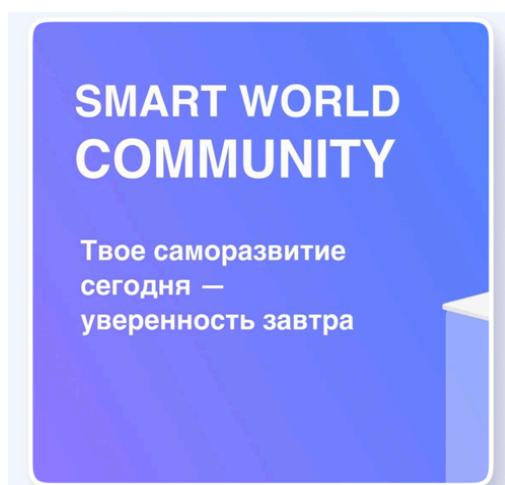 SMART WORLD
COMMUNITY
Твое саморазвитие
сегодня —
уверенность завтра